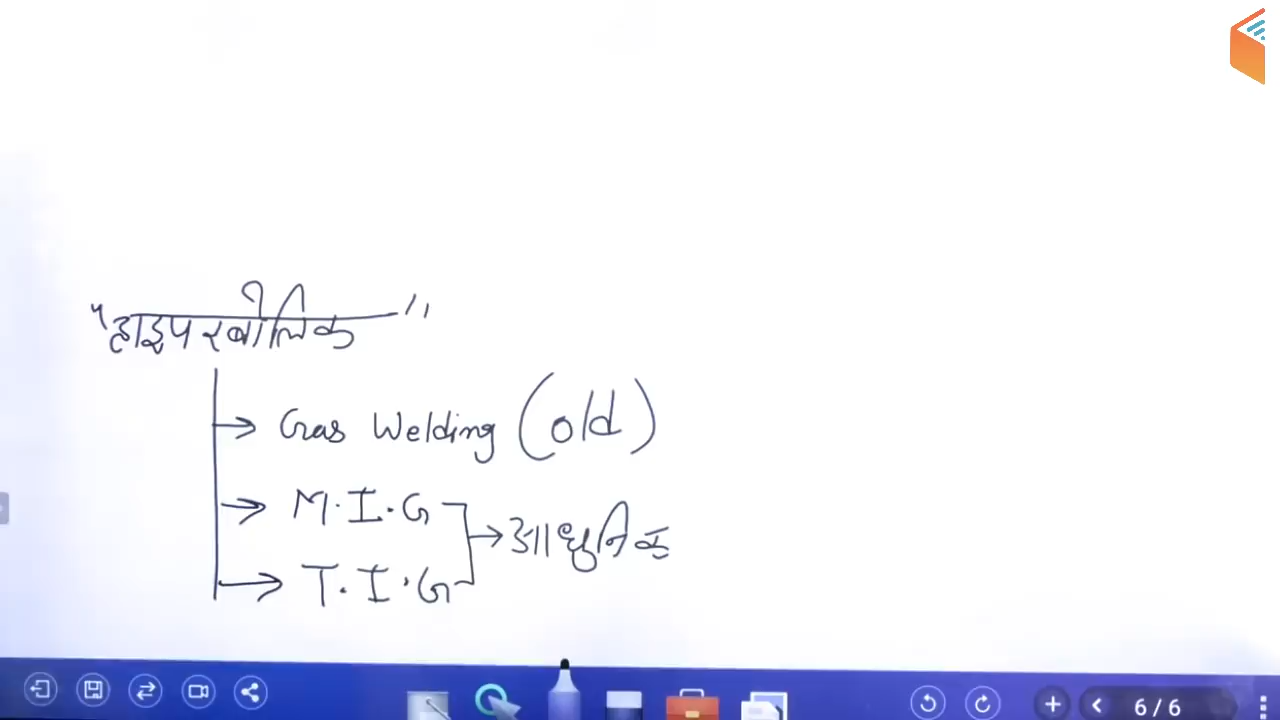 "हाइपरबोलिक"
→ Gas Welding (old)
→ M.I.G
→ आधुनिक
→ T.I.G
6/6